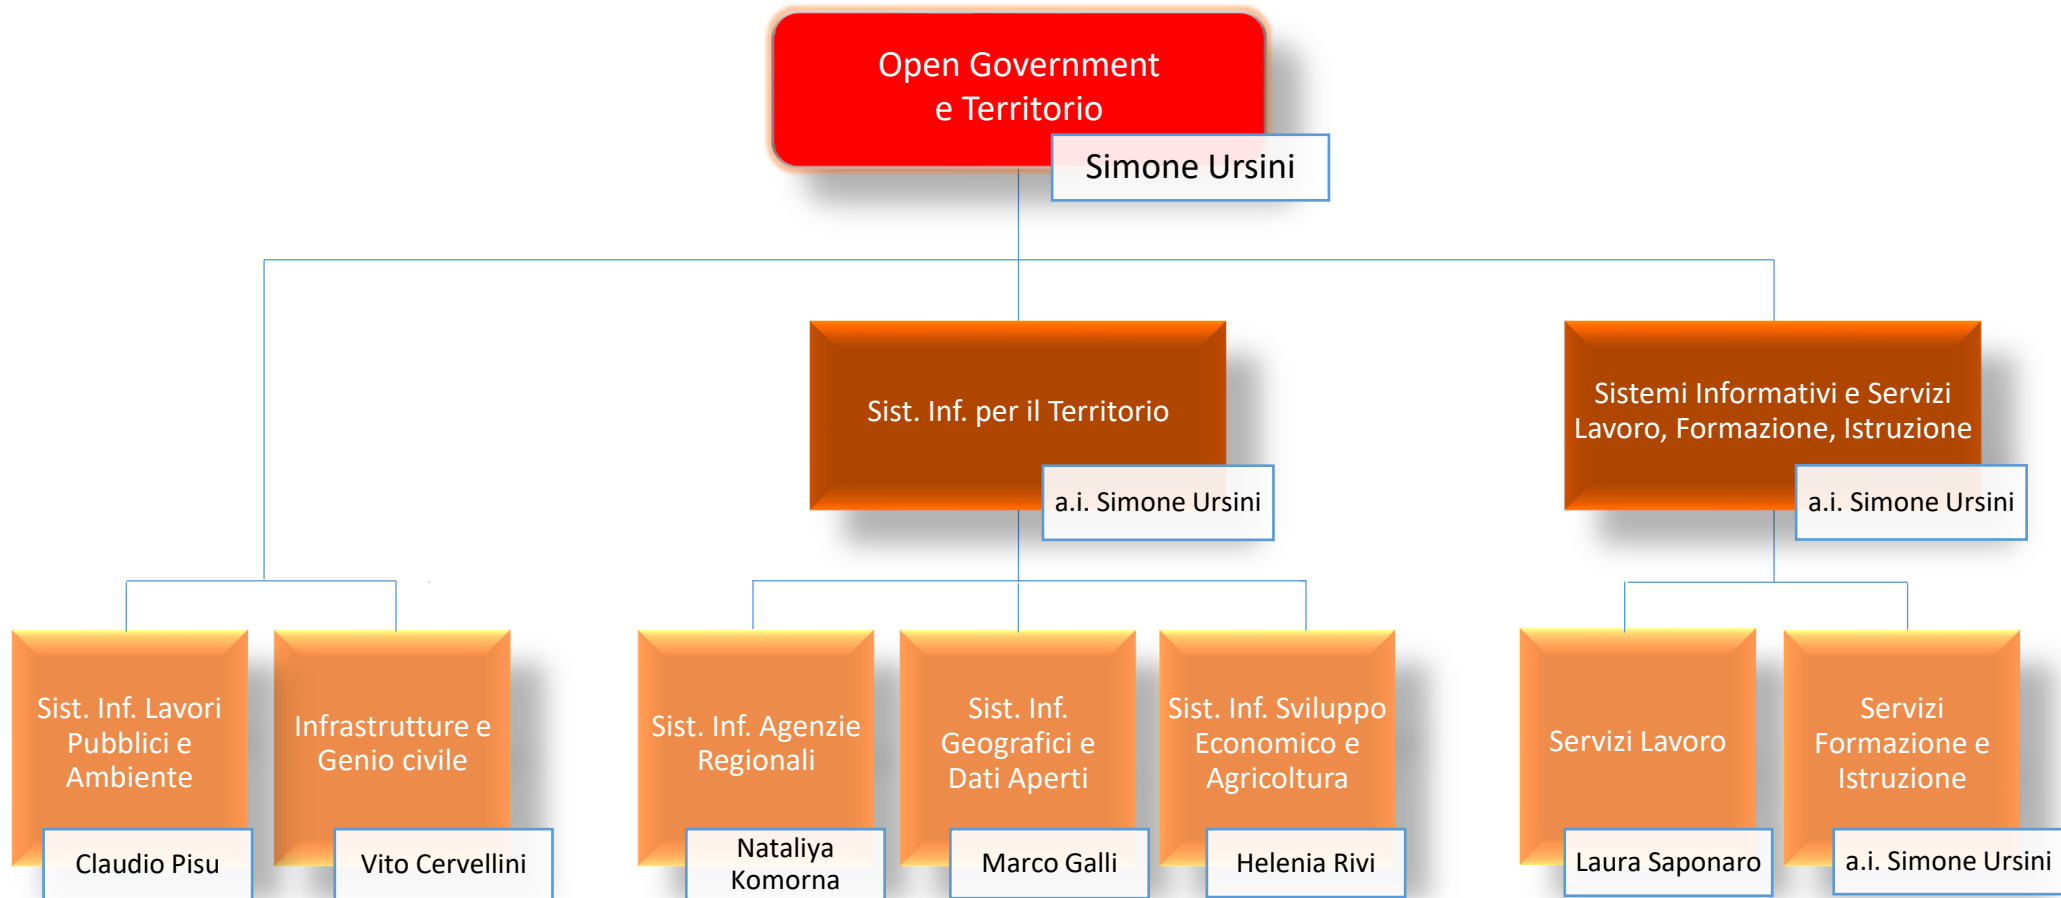 Open Government
e Territorio
Simone Ursini
Sist. Inf. per il Territorio
a.i. Simone Ursini
Sistemi Informativi e Servizi
Lavoro, Formazione, Istruzione
a.i. Simone Ursini
Sist. Inf. Lavori
Pubblici e
Ambiente
Claudio Pisu
Infrastrutture e
Genio civile
Vito Cervellini
Sist. Inf. Agenzie
Regionali
Nataliya
Komorna
Sist. Inf.
Geografici e
Dati Aperti
Marco Galli
Sist. Inf. Sviluppo
Economico e
Agricoltura
Helenia Rivi
Servizi Lavoro
Laura Saponaro
Servizi
Formazione e
Istruzione
a.i. Simone Ursini